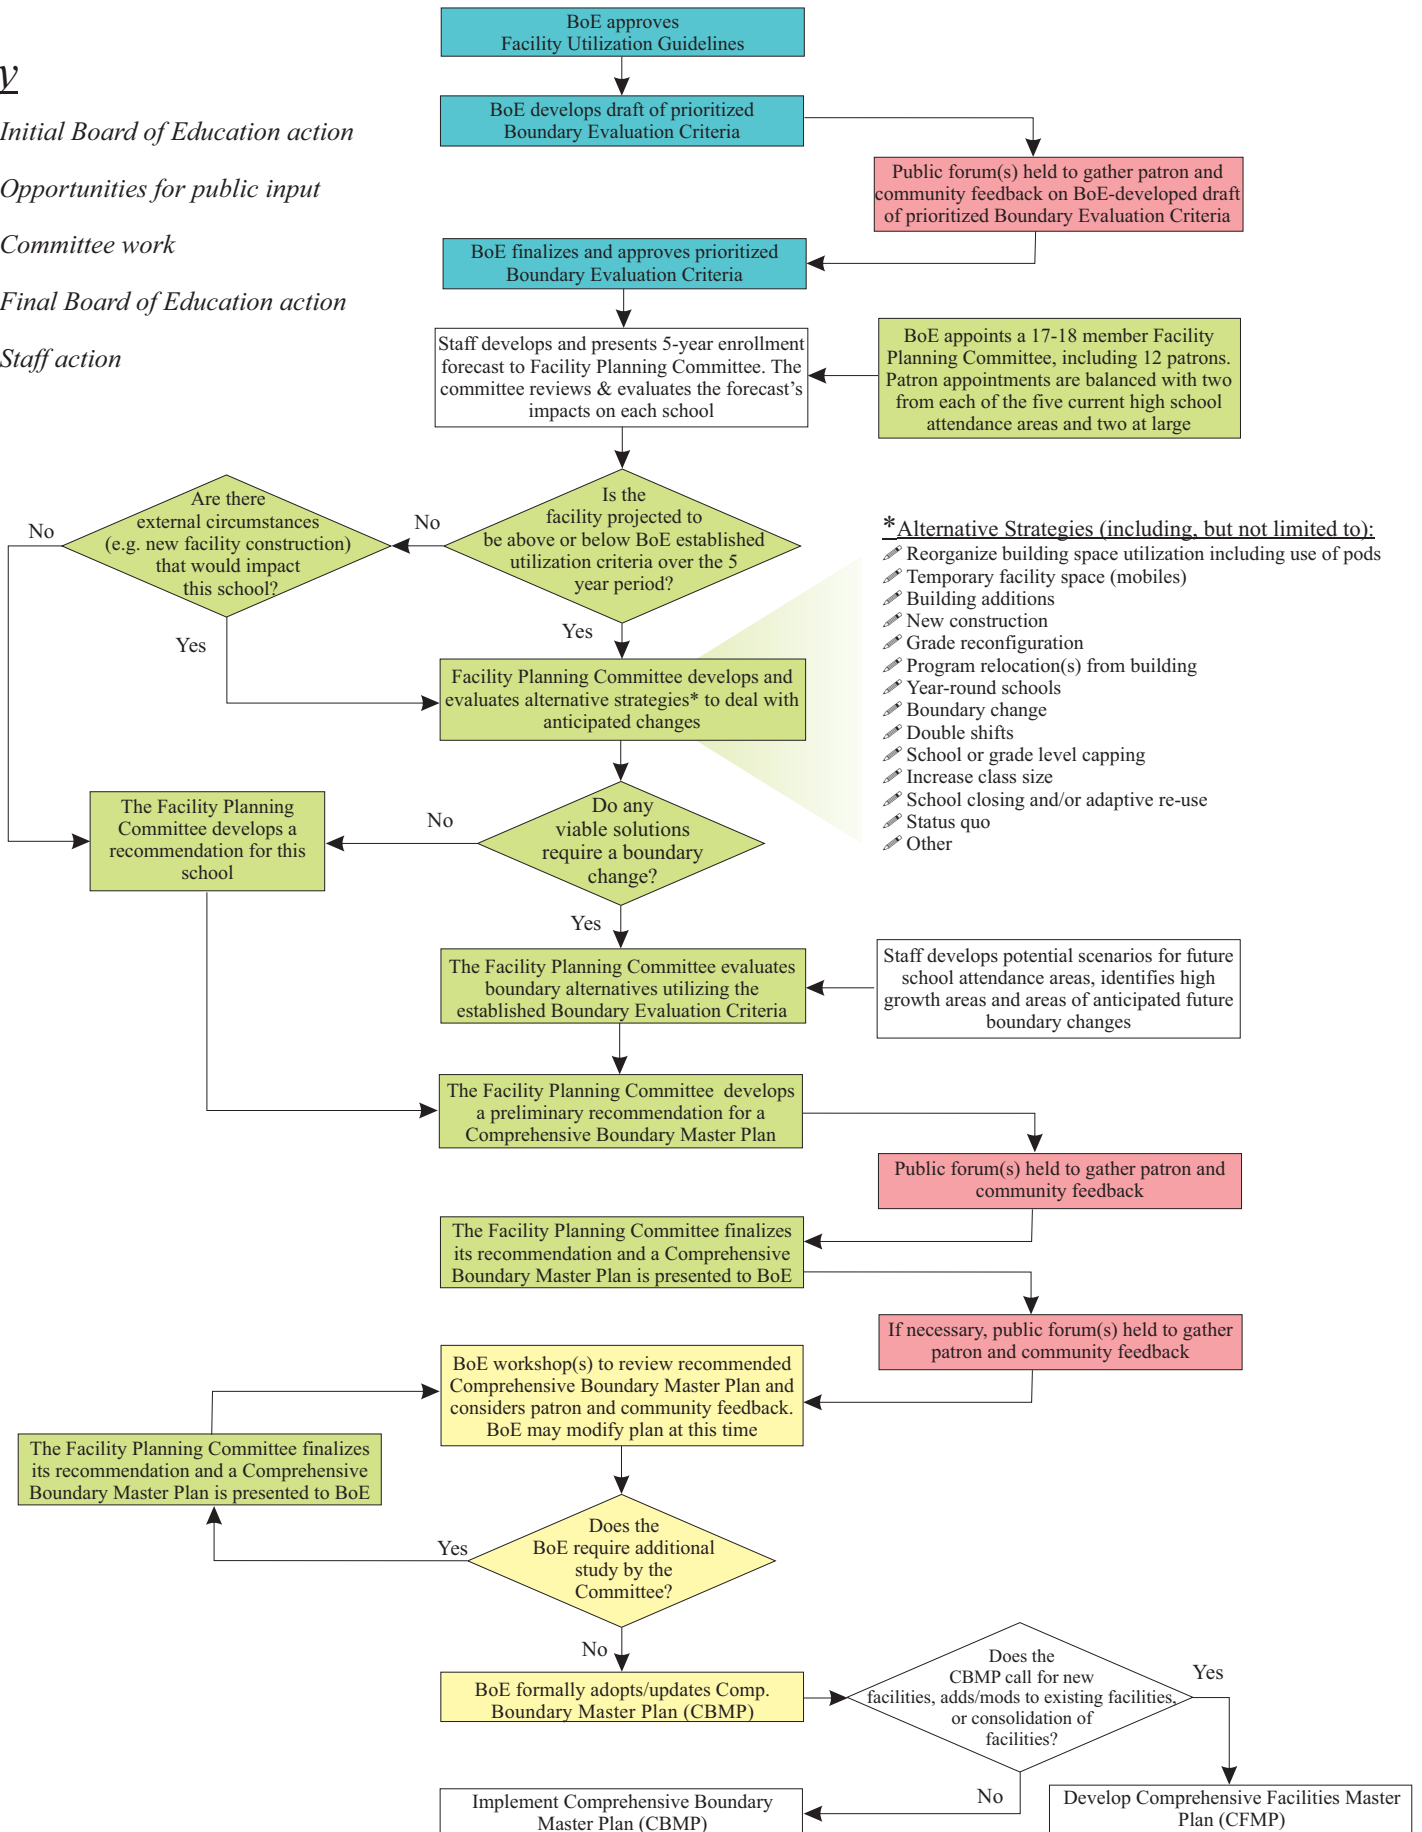 BoE approves
Facility Utilization Guidelines
y
Initial Board of Education action
Opportunities for public input
Committee work
Final Board of Education action
Staff action
BoE develops draft of prioritized
Boundary Evaluation Criteria
Public forum(s) held to gather patron and
community feedback on BoE-developed draft
of prioritized Boundary Evaluation Criteria
BoE finalizes and approves prioritized
Boundary Evaluation Criteria
Staff develops and presents 5-year enrollment
forecast to Facility Planning Committee. The
committee reviews & evaluates the forecast's
impacts on each school
BoE appoints a 17-18 member Facility
Planning Committee, including 12 patrons.
Patron appointments are balanced with two
from each of the five current high school
attendance areas and two at large
Is the
facility projected to
be above or below BoE established
utilization criteria over the 5
year period?
No
Are there
external circumstances
(e.g. new facility construction)
that would impact
this school?
No
Yes
Yes
*Alternative Strategies (including, but not limited to):
Reorganize building space utilization including use of pods
Temporary facility space (mobiles)
Building additions
New construction
Grade reconfiguration
Program relocation(s) from building
Year-round schools
Boundary change
Double shifts
School or grade level capping
Increase class size
School closing and/or adaptive re-use
Status quo
Other
Facility Planning Committee develops and
evaluates alternative strategies* to deal with
anticipated changes
Do any
viable solutions
require a boundary
change?
No
The Facility Planning
Committee develops a
recommendation for this
school
Yes
The Facility Planning Committee evaluates
boundary alternatives utilizing the
established Boundary Evaluation Criteria
Staff develops potential scenarios for future
school attendance areas, identifies high
growth areas and areas of anticipated future
boundary changes
The Facility Planning Committee develops
a preliminary recommendation for a
Comprehensive Boundary Master Plan
Public forum(s) held to gather patron and
community feedback
The Facility Planning Committee finalizes
its recommendation and a Comprehensive
Boundary Master Plan is presented to BoE
If necessary, public forum(s) held to gather
patron and community feedback
BoE workshop(s) to review recommended
Comprehensive Boundary Master Plan and
considers patron and community feedback.
BoE may modify plan at this time
The Facility Planning Committee finalizes
its recommendation and a Comprehensive
Boundary Master Plan is presented to BoE
Does the
BoE require additional
study by the
Committee?
Yes
No
BoE formally adopts/updates Comp.
Boundary Master Plan (CBMP)
Does the
CBMP call for new
facilities, adds/mods to existing facilities,
or consolidation of
facilities?
Yes
No
Implement Comprehensive Boundary
Master Plan (CBMP)
Develop Comprehensive Facilities Master
Plan (CFMP)